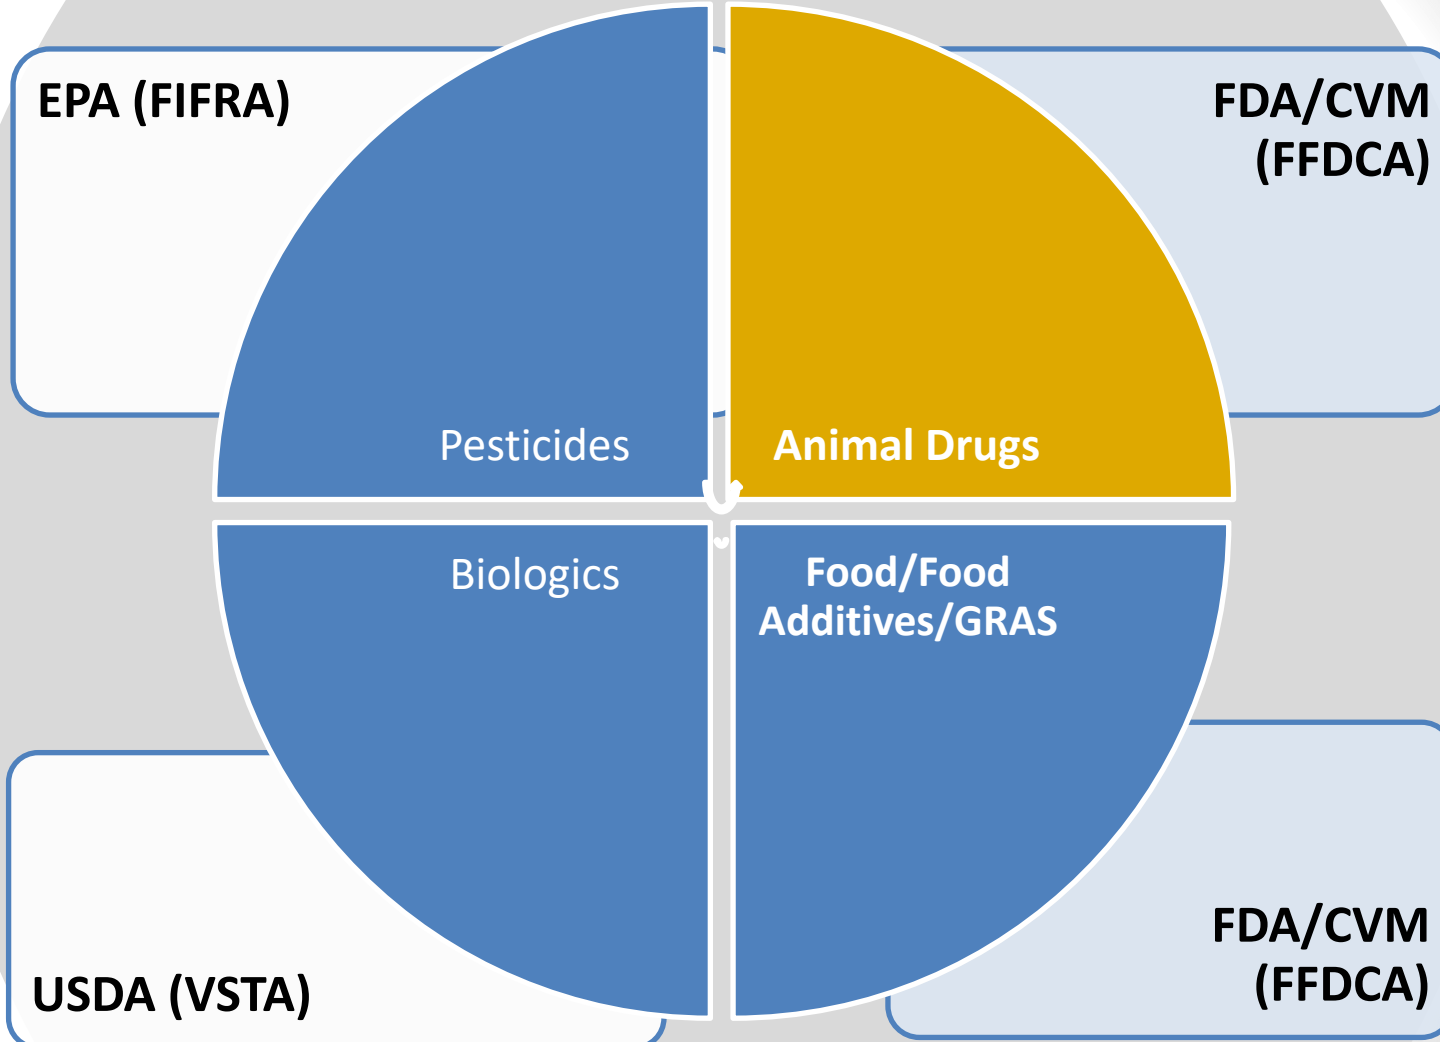 EPA (FIFRA)
FDA/CVM
(FFDCA)
Pesticides
Animal Drugs
Biologics
Food/Food
Additives/GRAS
USDA (VSTA)
FDA/CVM
(FFDCA)